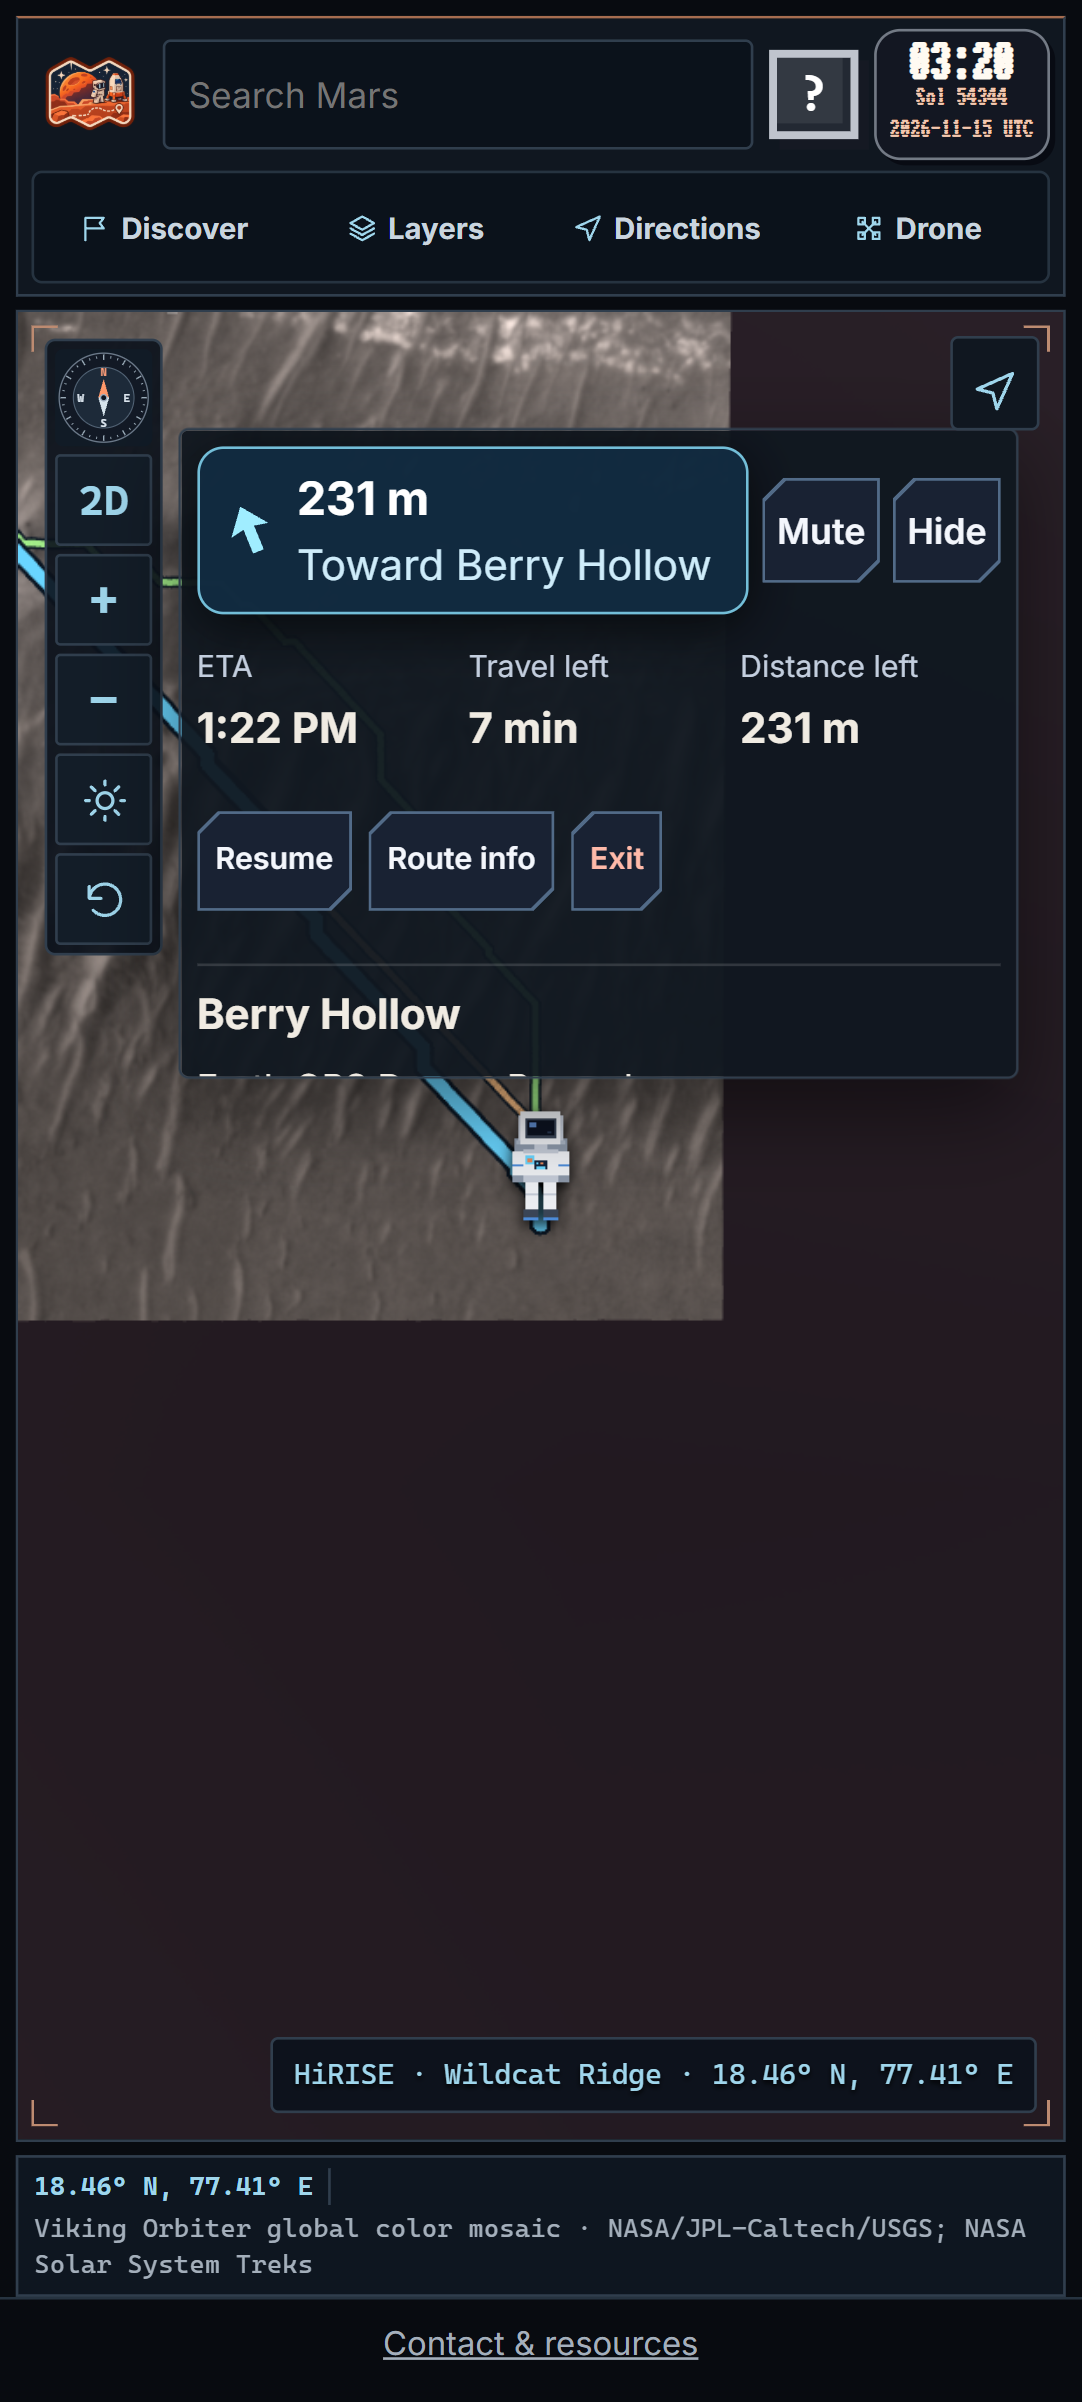 Search Mars
?
03:20
Sol 54344
2026-11-15 UTC
Discover
Layers
Directions
Drone
N
W E
S
2D
+
−
231 m
Toward Berry Hollow
Mute
Hide
ETA
Travel left
Distance left
1:22 PM
7 min
231 m
Resume
Route info
Exit
Berry Hollow
HiRISE · Wildcat Ridge · 18.46° N, 77.41° E
18.46° N, 77.41° E
Viking Orbiter global color mosaic · NASA/JPL-Caltech/USGS; NASA
Solar System Treks
Contact & resources